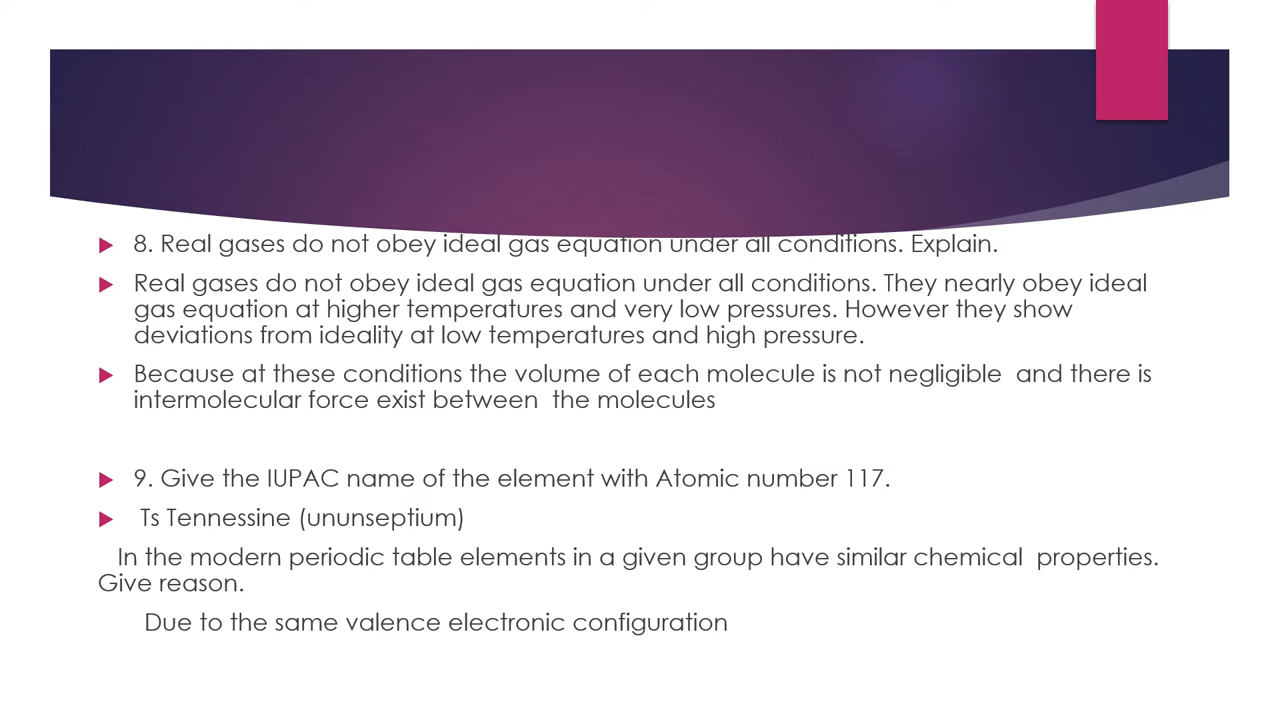 8. Real gases do not obey ideal gas equation under all conditions. Explain.
Real gases do not obey ideal gas equation under all conditions. They nearly obey ideal
gas equation at higher temperatures and very low pressures. However they show
deviations from ideality at low temperatures and high pressure.
Because at these conditions the volume of each molecule is not negligible and there is
intermolecular force exist between the molecules
9. Give the IUPAC name of the element with Atomic number 117.
Ts Tennessine (ununseptium)
In the modern periodic table elements in a given group have similar chemical properties.
Give reason.
Due to the same valence electronic configuration